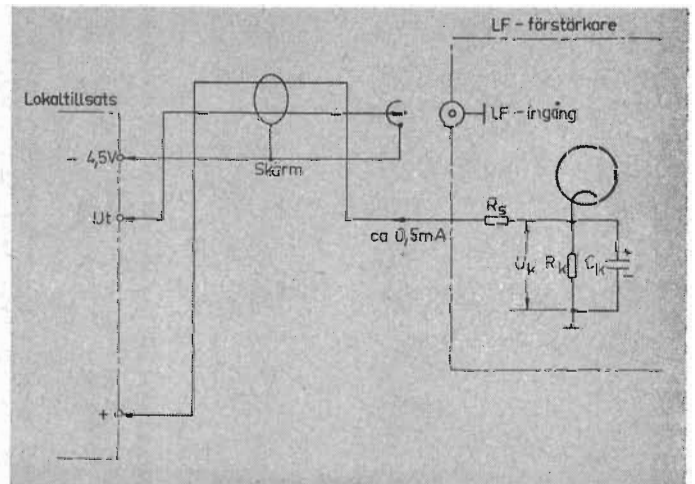 LF - förstärkare
Lokaltillsats
LF - ingång
- 4,5V
Skärm
Ut
Rs
ca 0,5mA
Uk Rk Ck
+
-
+